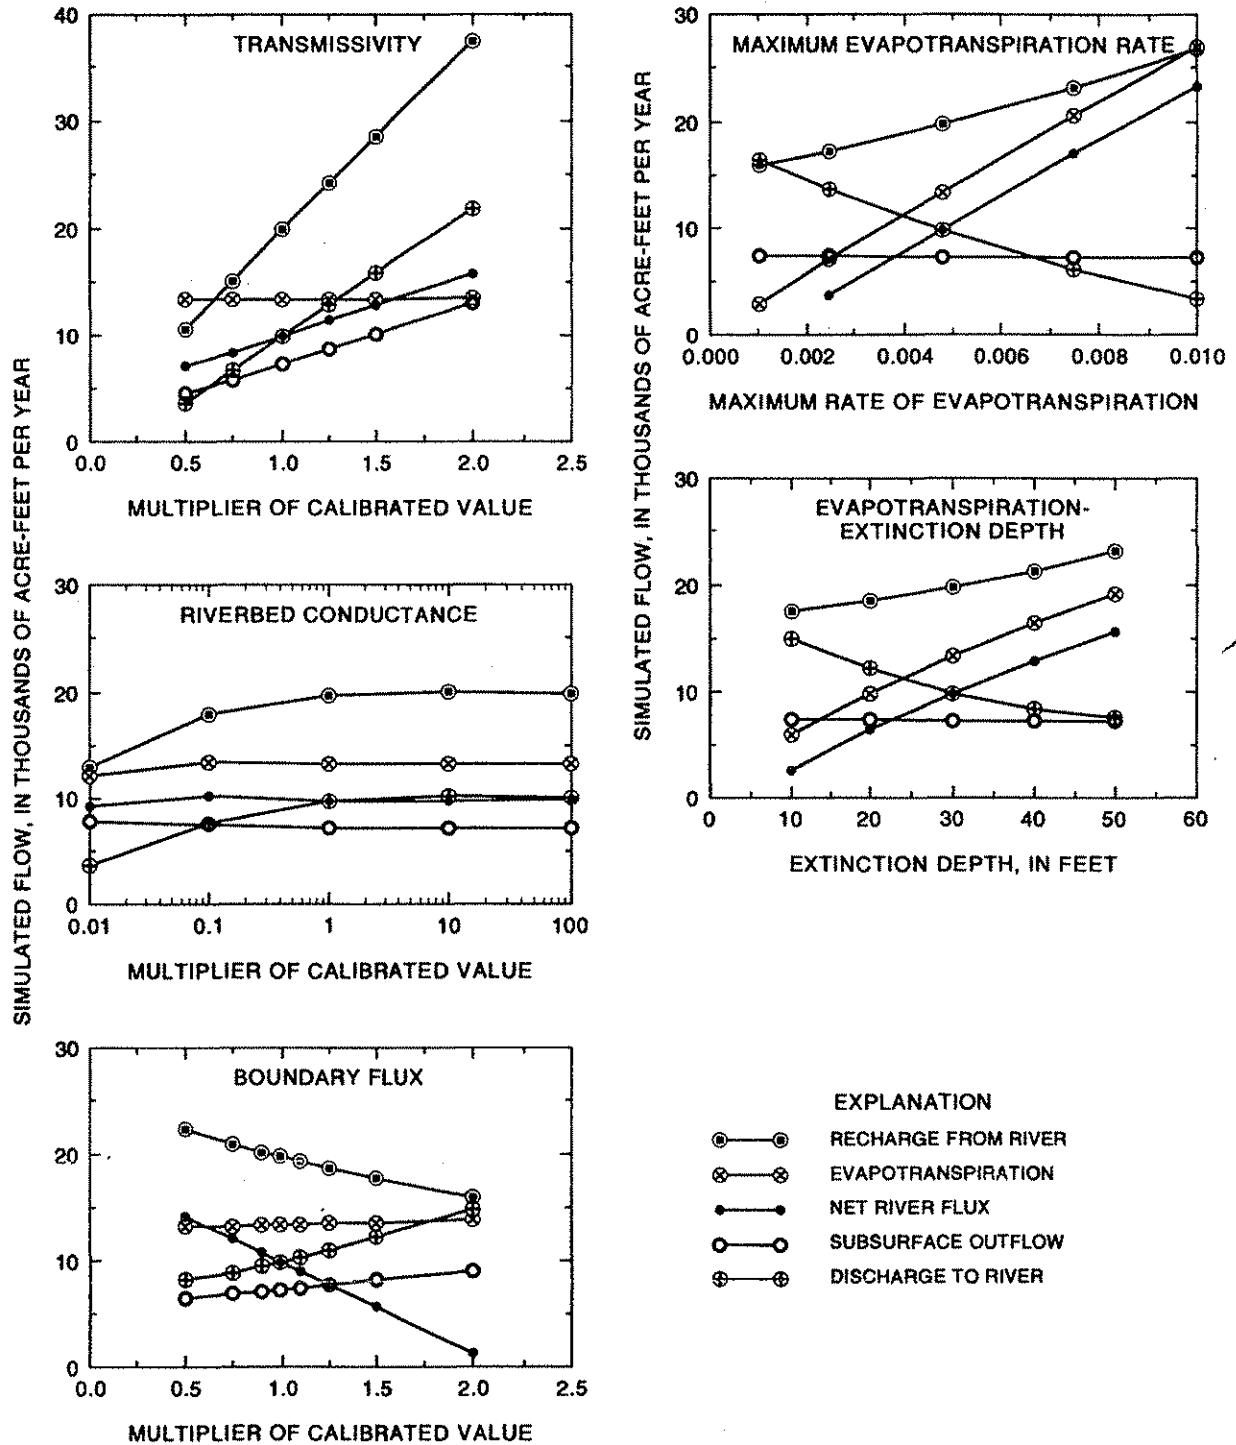 SIMULATED FLOW, IN THOUSANDS OF ACRE-FEET PER YEAR
TRANSMISSIVITY
40
30
20
10
0
0.0 0.5 1.0 1.5 2.0 2.5
MULTIPLIER OF CALIBRATED VALUE
RIVERBED CONDUCTANCE
30
20
10
0
0.01 0.1 1 10 100
MULTIPLIER OF CALIBRATED VALUE
BOUNDARY FLUX
30
20
10
0
0.0 0.5 1.0 1.5 2.0 2.5
MULTIPLIER OF CALIBRATED VALUE
SIMULATED FLOW, IN THOUSANDS OF ACRE-FEET PER YEAR
MAXIMUM EVAPOTRANSPIRATION RATE
30
20
10
0
0.000 0.002 0.004 0.006 0.008 0.010
MAXIMUM RATE OF EVAPOTRANSPIRATION
EVAPOTRANSPIRATION-
EXTINCTION DEPTH
30
20
10
0
0 10 20 30 40 50 60
EXTINCTION DEPTH, IN FEET
EXPLANATION
RECHARGE FROM RIVER
EVAPOTRANSPIRATION
NET RIVER FLUX
SUBSURFACE OUTFLOW
DISCHARGE TO RIVER